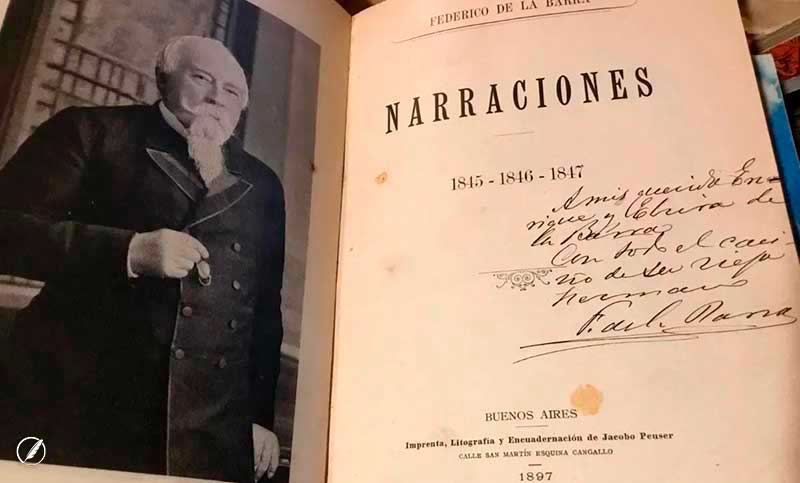 FEDERICO DE LA BARRA
NARRACIONES
1845-1846-1847
A mis querido En-
rique y Elvira de
la Barra
Con todo el cari-
ño de su viejo
hermano
F. de la Barra
BUENOS AIRES
Imprenta, Litografía y Encuadernación de Jacobo Peuser
CALLE SAN MARTÍN ESQUINA CANGALLO
1897